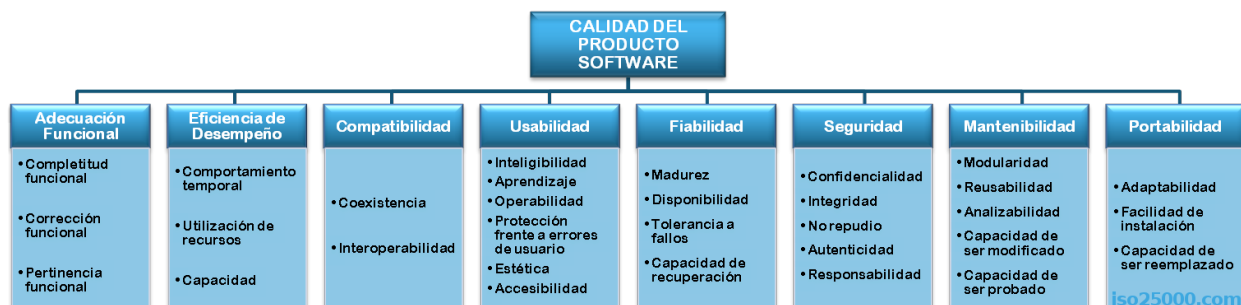 CALIDAD DEL
PRODUCTO
SOFTWARE
Adecuación
Funcional
• Completitud
funcional
• Corrección
funcional
• Pertinencia
funcional
Eficiencia de
Desempeño
• Comportamiento
temporal
• Utilización de
recursos
• Capacidad
Compatibilidad
• Coexistencia
• Interoperabilidad
Usabilidad
• Inteligibilidad
• Aprendizaje
• Operabilidad
• Protección
frente a errores
de usuario
• Estética
• Accesibilidad
Fiabilidad
• Madurez
• Disponibilidad
• Tolerancia a
fallos
• Capacidad de
recuperación
Seguridad
• Confidencialidad
• Integridad
• No repudio
• Autenticidad
• Responsabilidad
Mantenibilidad
• Modularidad
• Reusabilidad
• Analizabilidad
• Capacidad de
ser modificado
• Capacidad de
ser probado
Portabilidad
• Adaptabilidad
• Facilidad de
instalación
• Capacidad de
ser reemplazado
iso25000.com